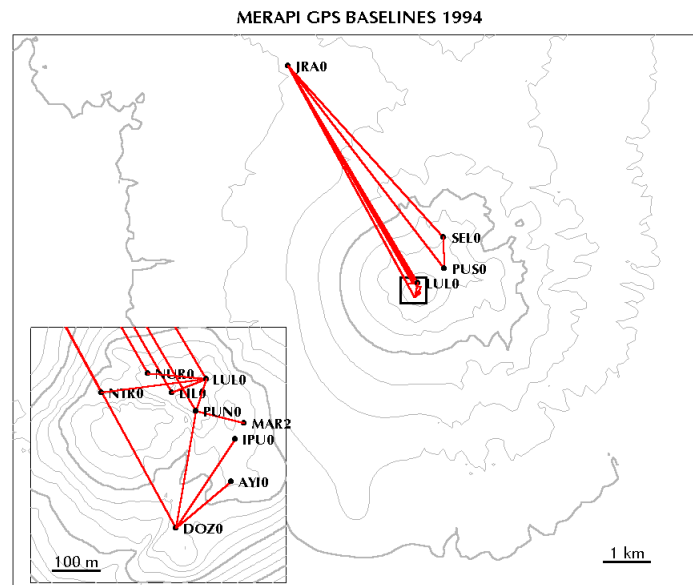 MERAPI GPS BASELINES 1994
JRA0
SEL0
PUS0
LUL0
NUR0
LUL0
NTR0
LIL0
PUN0
MAR2
IPU0
AYI0
DOZ0
100 m
1 km